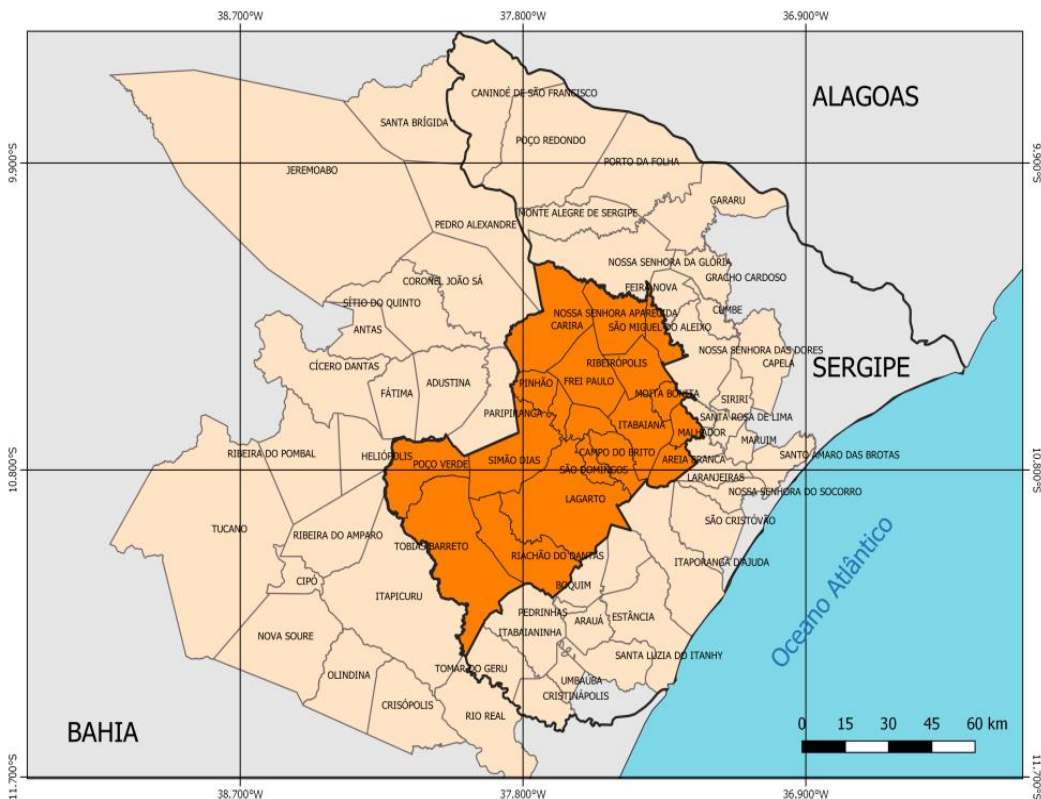 38.700°W 37.800°W 36.900°W
ALAGOAS
CANINDÉ DE SÃO FRANCISCO
SANTA BRÍGIDA
POÇO REDONDO
9.900°S 9.900°S
PORTO DA FOLHA
JEREMOABO
GARARU
MONTE ALEGRE DE SERGIPE
PEDRO ALEXANDRE
NOSSA SENHORA DA GLÓRIA
GRACHO CARDOSO
CORONEL JOÃO SÁ
FEIRA NOVA
SÍTIO DO QUINTO
CUMBE
NOSSA SENHORA APARECIDA
CARIRA
SÃO MIGUEL DO ALEIXO
ANTAS
NOSSA SENHORA DAS DORES
CAPELA
SERGIPE
RIBEIRÓPOLIS
CÍCERO DANTAS
FREI PAULO
PINHÃO
ADUSTINA
FÁTIMA
MOITA BONITA
SIRIRI
PARIPIRANGA
SANTA ROSA DE LIMA
ITABAIANA
MALHADOR
MARUIM
RIBEIRA DO POMBAL
CAMPO DO BRITO
SANTO AMARO DAS BROTAS
HELIÓPOLIS
SIMÃO DIAS
AREIA BRANCA
POÇO VERDE
10.800°S 10.800°S
SÃO DOMINGOS
LARANJEIRAS
NOSSA SENHORA DO SOCORRO
LAGARTO
SÃO CRISTÓVÃO
TUCANO
RIBEIRA DO AMPARO
TOBIAS BARRETO
RIACHÃO DO DANTAS
ITAPORANGA D'AJUDA
CIPÓ
BOQUIM
ITAPICURU
Oceano Atlântico
PEDRINHAS
ESTÂNCIA
ARAUÁ
NOVA SOURE
ITABAIANINHA
SANTA LUZIA DO ITANHY
TOMAR DO GERU
OLINDINA
UMBAÚBA
CRISTINÁPOLIS
CRISÓPOLIS
RIO REAL
BAHIA
0 15 30 45 60 km
11.700°S 11.700°S
38.700°W 37.800°W 36.900°W